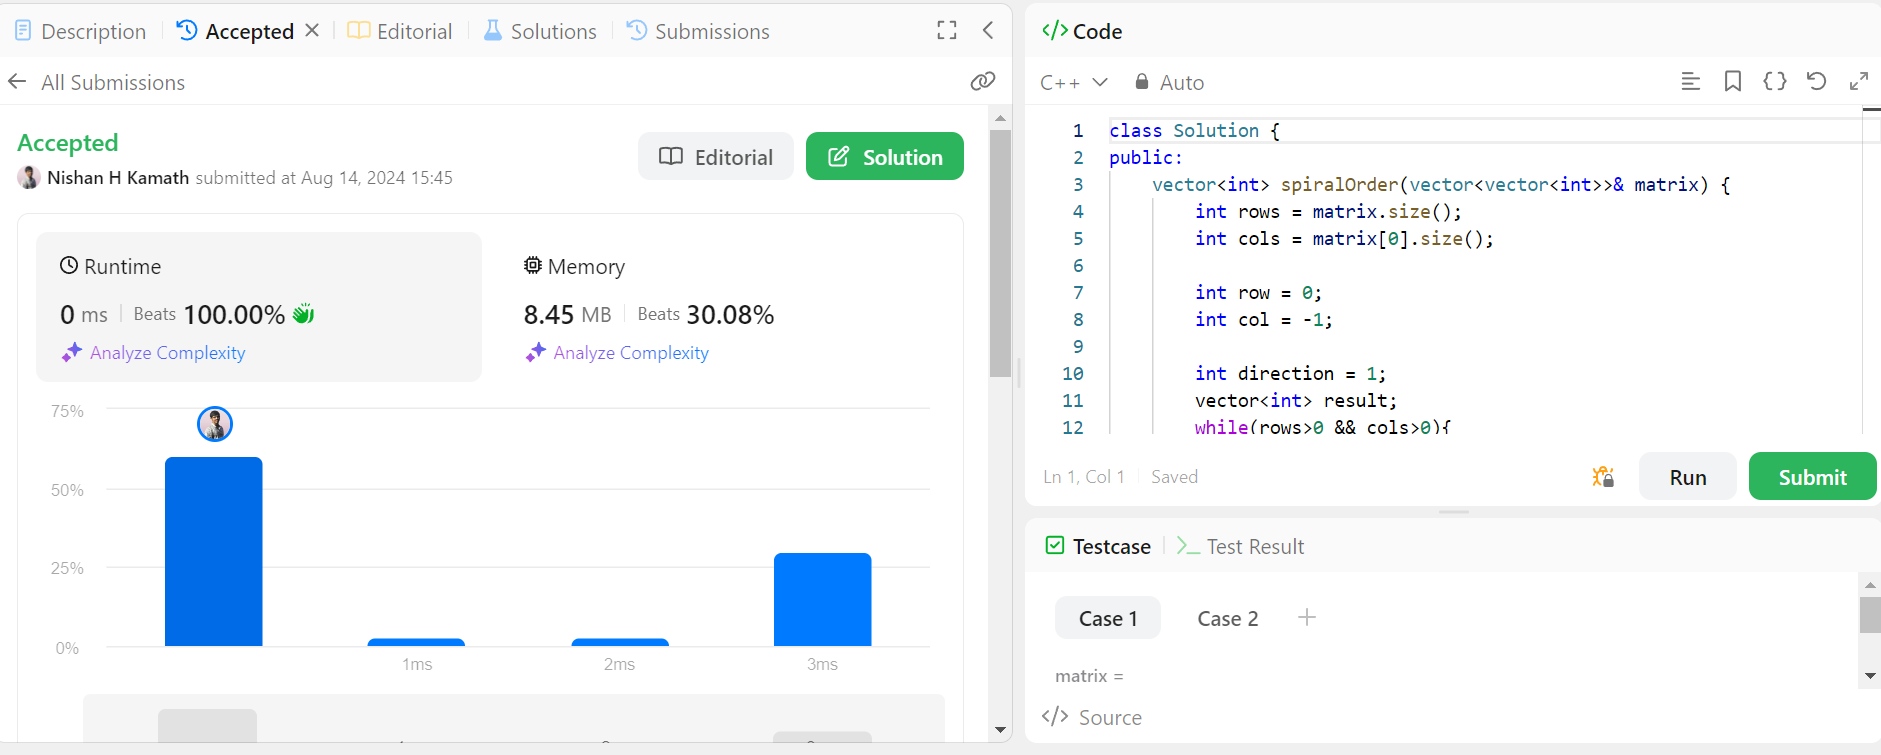 Description
Accepted
Editorial
Solutions
Submissions
All Submissions
Accepted
Nishan H Kamath submitted at Aug 14, 2024 15:45
Editorial
Solution
Runtime
0 ms Beats 100.00%
Analyze Complexity
Memory
8.45 MB Beats 30.08%
Analyze Complexity
75%
50%
25%
0%
1ms
2ms
3ms
</> Code
C++
Auto
1 class Solution {
2 public:
3 vector<int> spiralOrder(vector<vector<int>>& matrix) {
4 int rows = matrix.size();
5 int cols = matrix[0].size();
6
7 int row = 0;
8 int col = -1;
9
10 int direction = 1;
11 vector<int> result;
12 while(rows>0 && cols>0){
Ln 1, Col 1 Saved
Run
Submit
Testcase
Test Result
Case 1
Case 2
matrix =
</> Source